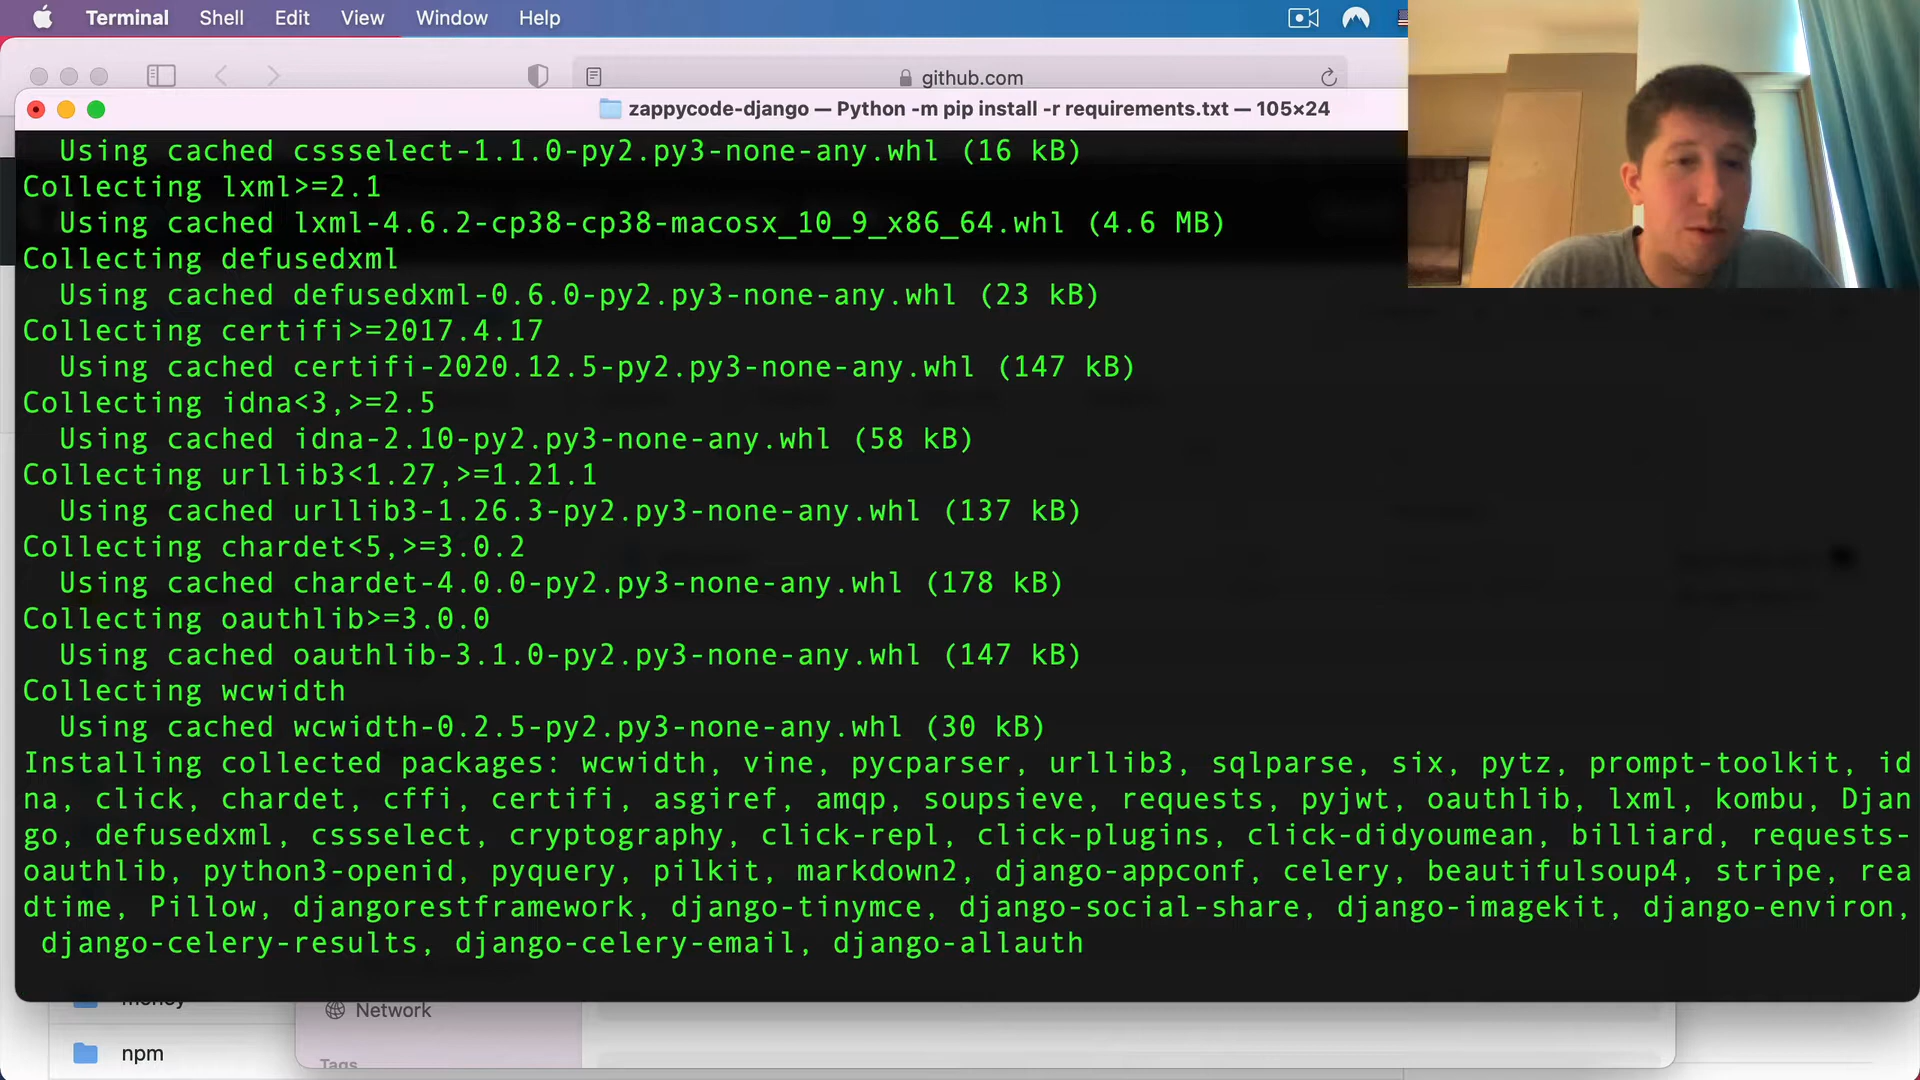 Terminal Shell Edit View Window Help
github.com
zappycode-django — Python -m pip install -r requirements.txt — 105×24
Using cached cssselect-1.1.0-py2.py3-none-any.whl (16 kB)
Collecting lxml>=2.1
Using cached lxml-4.6.2-cp38-cp38-macosx_10_9_x86_64.whl (4.6 MB)
Collecting defusedxml
Using cached defusedxml-0.6.0-py2.py3-none-any.whl (23 kB)
Collecting certifi>=2017.4.17
Using cached certifi-2020.12.5-py2.py3-none-any.whl (147 kB)
Collecting idna<3,>=2.5
Using cached idna-2.10-py2.py3-none-any.whl (58 kB)
Collecting urllib3<1.27,>=1.21.1
Using cached urllib3-1.26.3-py2.py3-none-any.whl (137 kB)
Collecting chardet<5,>=3.0.2
Using cached chardet-4.0.0-py2.py3-none-any.whl (178 kB)
Collecting oauthlib>=3.0.0
Using cached oauthlib-3.1.0-py2.py3-none-any.whl (147 kB)
Collecting wcwidth
Using cached wcwidth-0.2.5-py2.py3-none-any.whl (30 kB)
Installing collected packages: wcwidth, vine, pycparser, urllib3, sqlparse, six, pytz, prompt-toolkit, id
na, click, chardet, cffi, certifi, asgiref, amqp, soupsieve, requests, pyjwt, oauthlib, lxml, kombu, Djan
go, defusedxml, cssselect, cryptography, click-repl, click-plugins, click-didyoumean, billiard, requests-
oauthlib, python3-openid, pyquery, pilkit, markdown2, django-appconf, celery, beautifulsoup4, stripe, rea
dtime, Pillow, djangorestframework, django-tinymce, django-social-share, django-imagekit, django-environ,
django-celery-results, django-celery-email, django-allauth
money
Network
npm
Tags